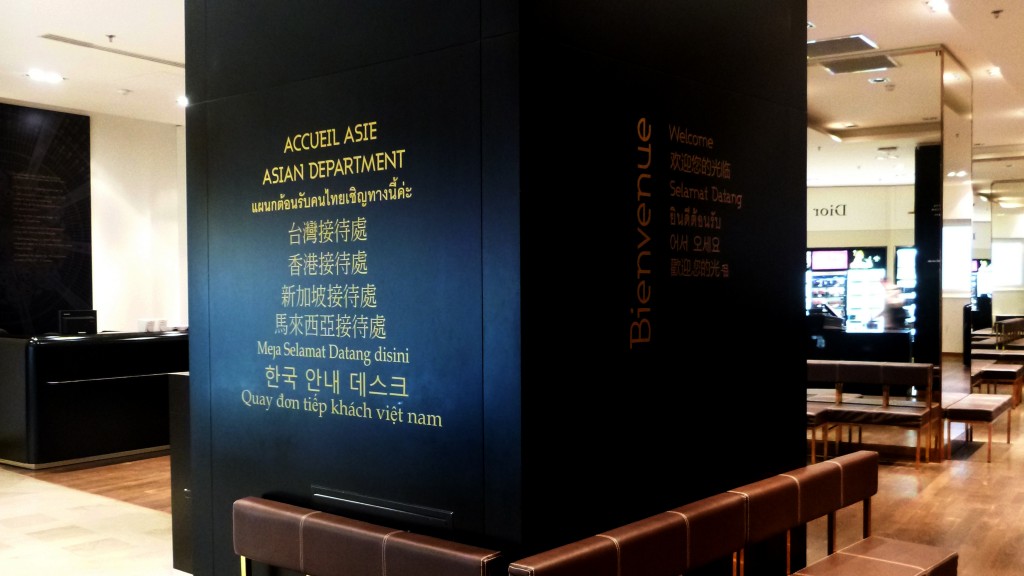 ACCUEIL ASIE
ASIAN DEPARTMENT
แผนกต้อนรับคนไทยเชิญทางนี้ค่ะ
台灣接待處
香港接待處
新加坡接待處
馬來西亞接待處
Meja Selamat Datang disini
한국 안내 데스크
Quay đơn tiếp khách việt nam
Bienvenue
Welcome
欢迎您的光临
Selamat Datang
ยินดีต้อนรับ
어서 오세요
歡迎您的光臨
Dior